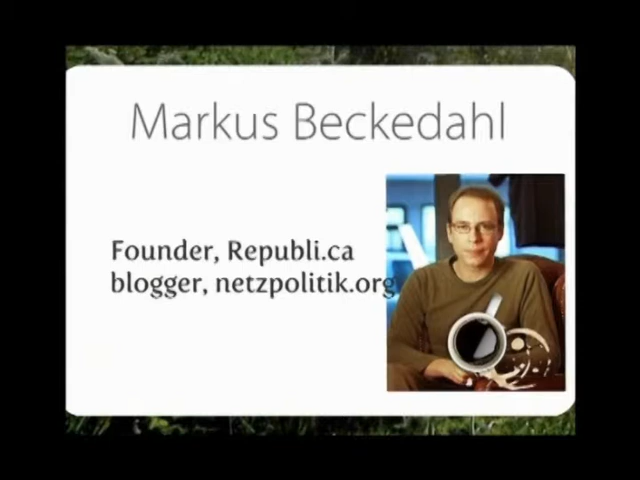 Markus Beckedahl
Founder, Republi.ca
blogger, netzpolitik.org